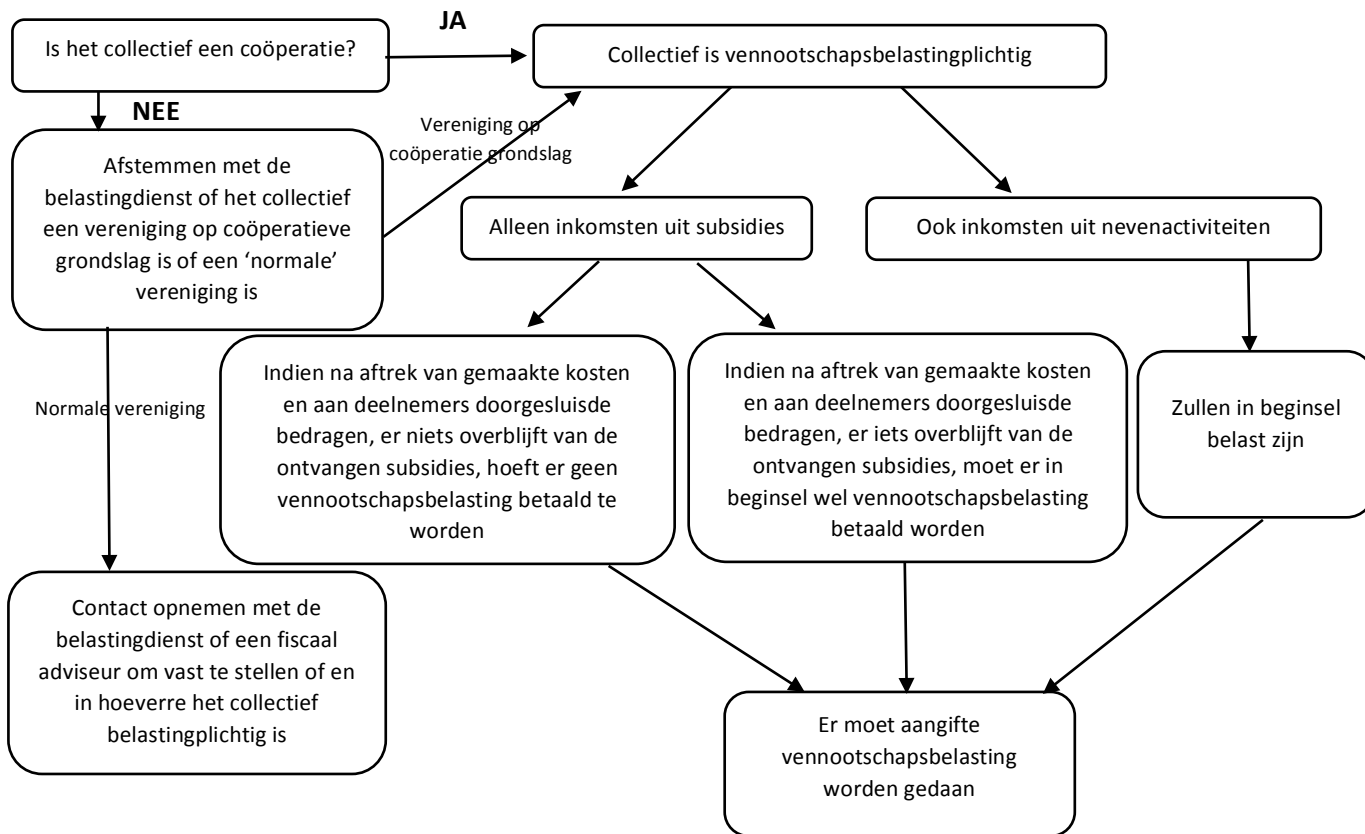 JA
Is het collectief een coöperatie?
Collectief is vennootschapsbelastingplichtig
NEE
Vereniging op
coöperatie grondslag
Afstemmen met de
belastingdienst of het collectief
een vereniging op coöperatieve
grondslag is of een ‘normale’
vereniging is
Alleen inkomsten uit subsidies
Ook inkomsten uit nevenactiviteiten
Normale vereniging
Indien na aftrek van gemaakte kosten
en aan deelnemers doorgesluisde
bedragen, er niets overblijft van de
ontvangen subsidies, hoeft er geen
vennootschapsbelasting betaald te
worden
Indien na aftrek van gemaakte kosten
en aan deelnemers doorgesluisde
bedragen, er iets overblijft van de
ontvangen subsidies, moet er in
beginsel wel vennootschapsbelasting
betaald worden
Zullen in beginsel
belast zijn
Contact opnemen met de
belastingdienst of een fiscaal
adviseur om vast te stellen of en
in hoeverre het collectief
belastingplichtig is
Er moet aangifte
vennootschapsbelasting
worden gedaan